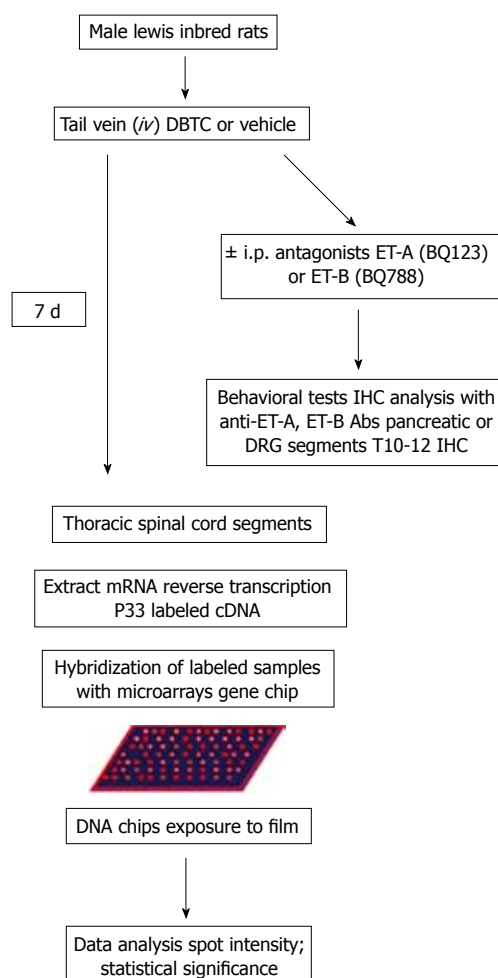 Male lewis inbred rats
Tail vein (iv) DBTC or vehicle
± i.p. antagonists ET-A (BQ123)
or ET-B (BQ788)
7 d
Behavioral tests IHC analysis with
anti-ET-A, ET-B Abs pancreatic or
DRG segments T10-12 IHC
Thoracic spinal cord segments
Extract mRNA reverse transcription
P33 labeled cDNA
Hybridization of labeled samples
with microarrays gene chip
DNA chips exposure to film
Data analysis spot intensity;
statistical significance